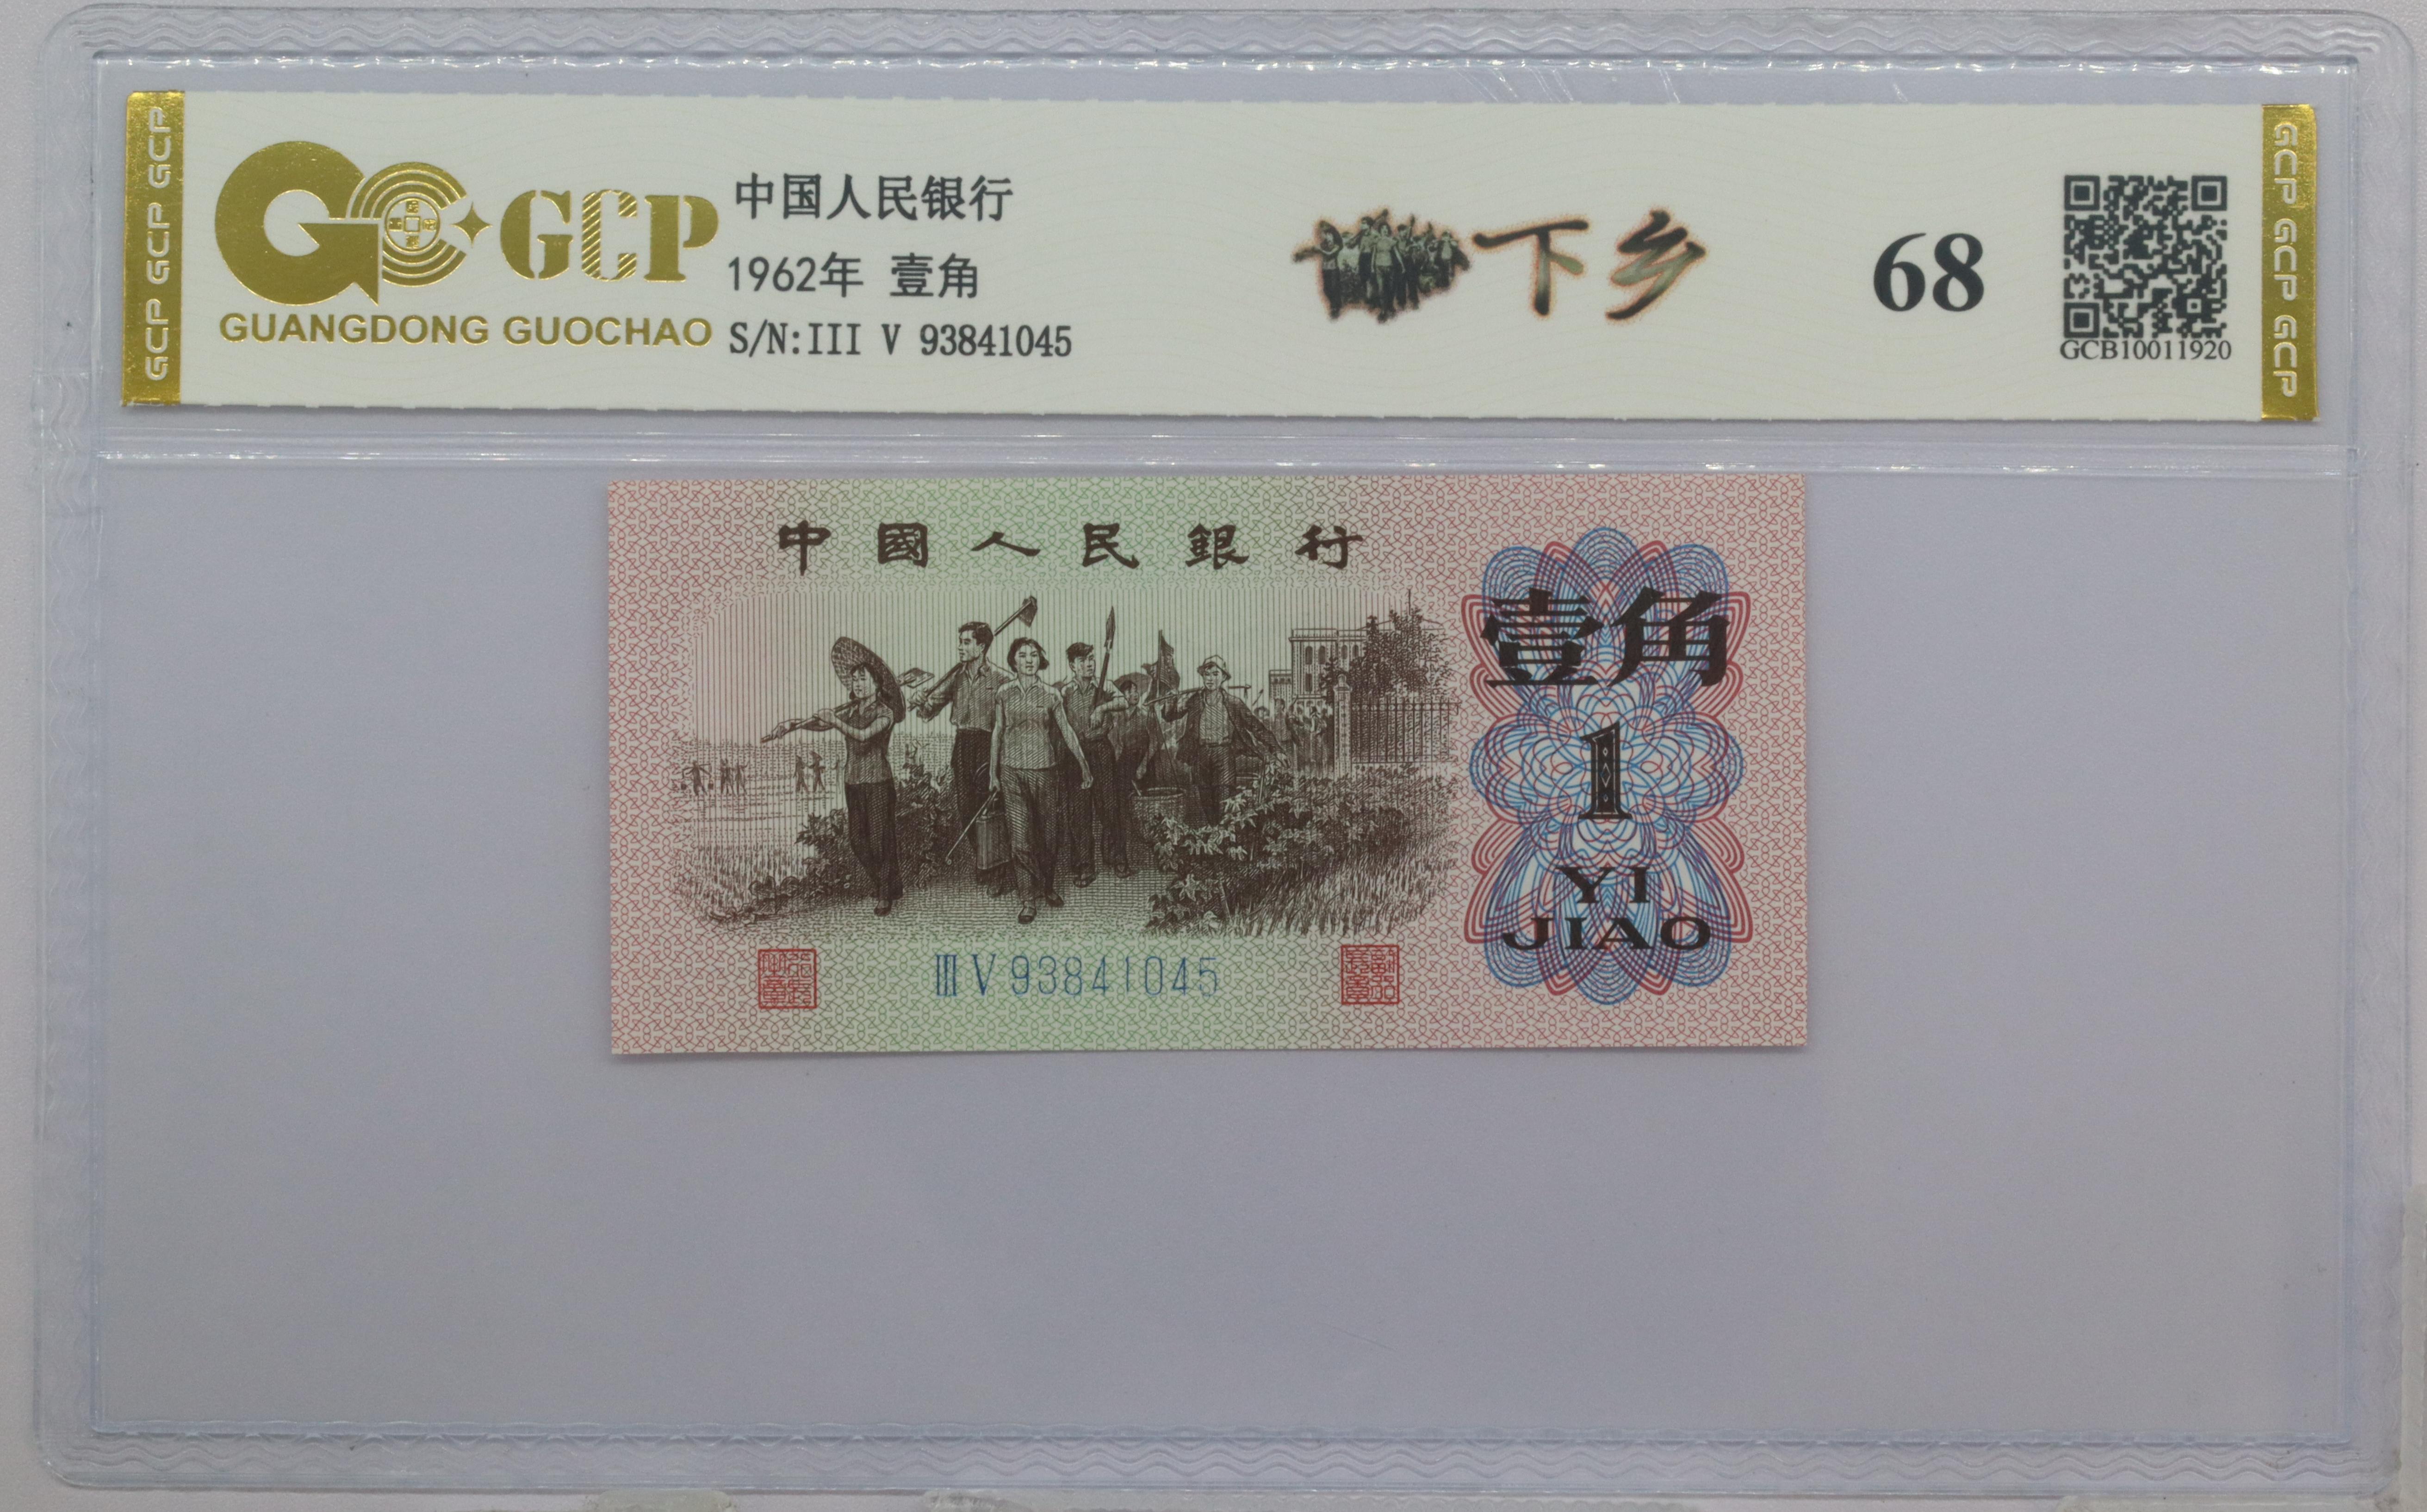 GCP GCP GCP
GCP
GUANGDONG GUOCHAO
中国人民银行
1962年 壹角
S/N:III V 93841045
下乡
68
GCB10011920
GCP GCP GCP
中國人民銀行
壹角
1
YI
JIAO
III V 93841045